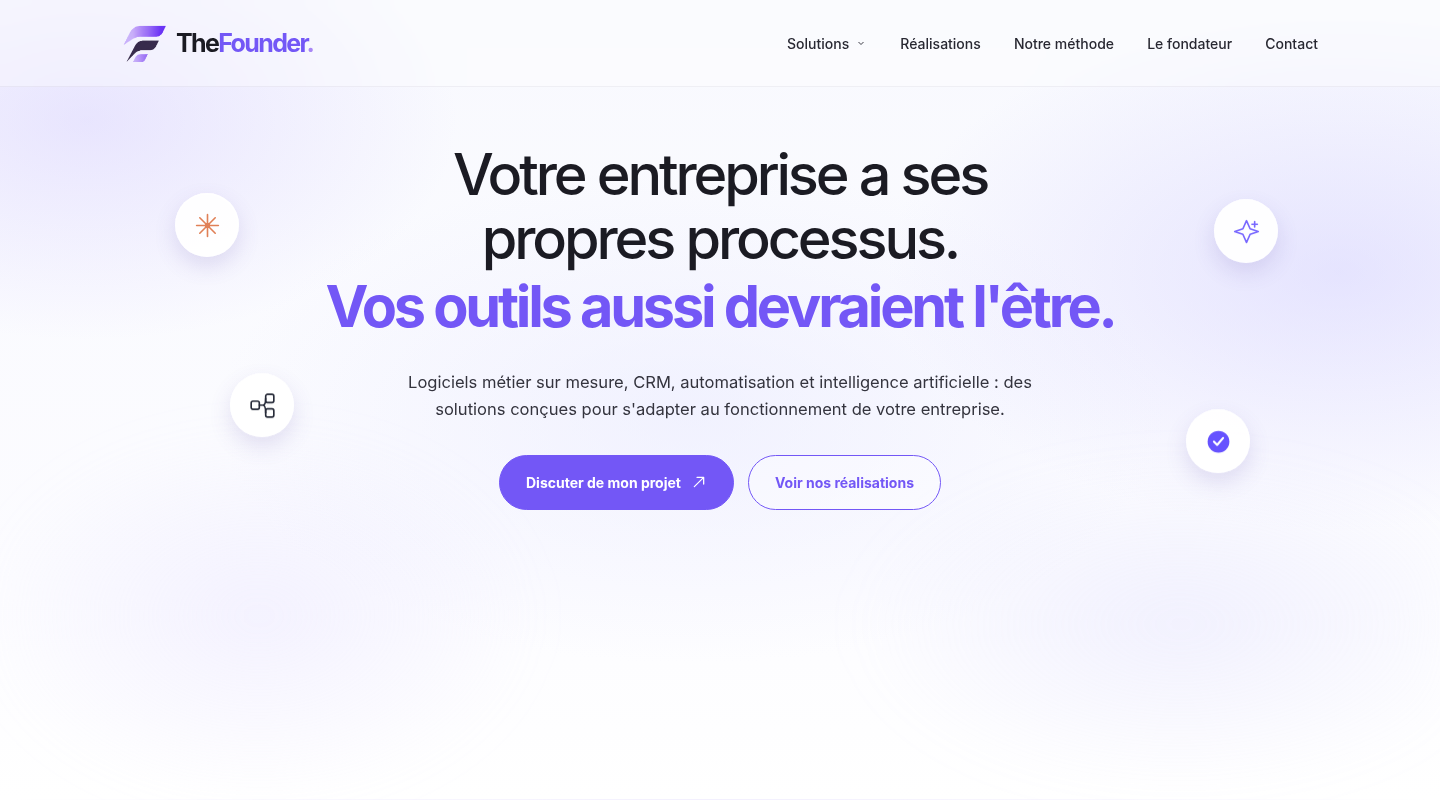 TheFounder.
Solutions
Réalisations
Notre méthode
Le fondateur
Contact
Votre entreprise a ses
propres processus.
Vos outils aussi devraient l'être.
Logiciels métier sur mesure, CRM, automatisation et intelligence artificielle : des
solutions conçues pour s'adapter au fonctionnement de votre entreprise.
Discuter de mon projet
Voir nos réalisations